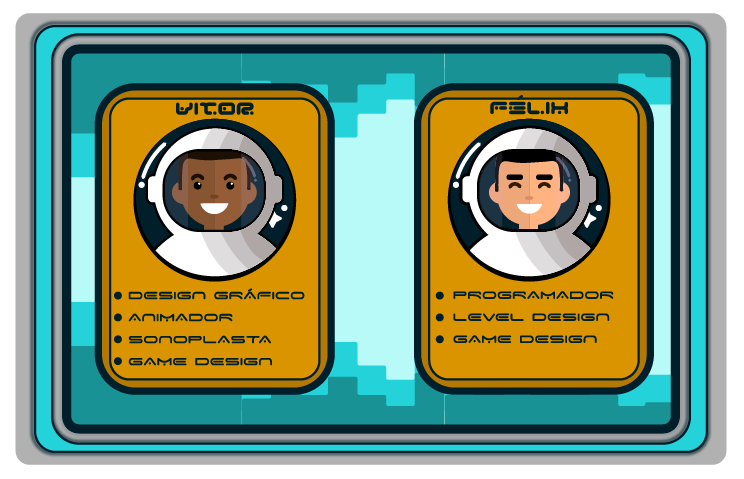 VITOR
DESIGN GRÁFICO
ANIMADOR
SONOPLASTA
GAME DESIGN
FÉLIX
PROGRAMADOR
LEVEL DESIGN
GAME DESIGN